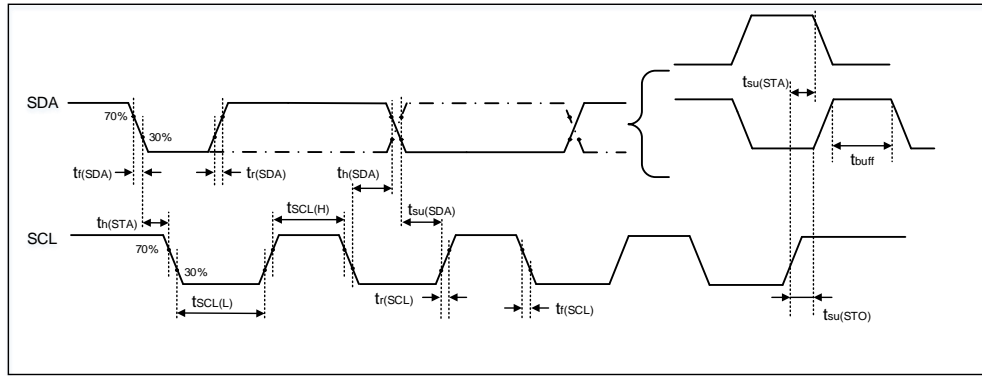 tsu(STA)
SDA
70%
30%
tbuff
tf(SDA)
tr(SDA)
th(SDA)
th(STA)
tSCL(H)
tsu(SDA)
SCL
70%
30%
tSCL(L)
tr(SCL)
tf(SCL)
tsu(STO)